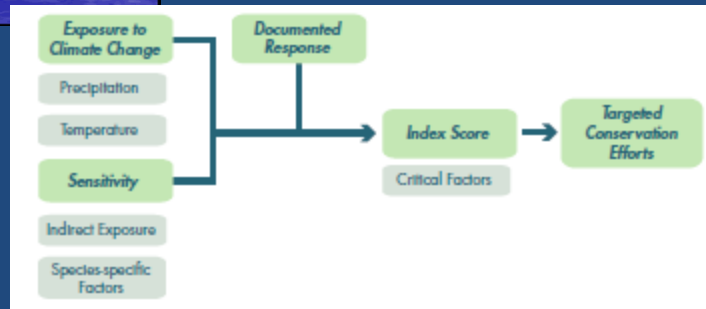 Exposure to
Climate Change
Precipitation
Temperature
Sensitivity
Indirect Exposure
Species-specific
Factors
Documented
Response
Index Score
Critical Factors
Targeted
Conservation
Efforts